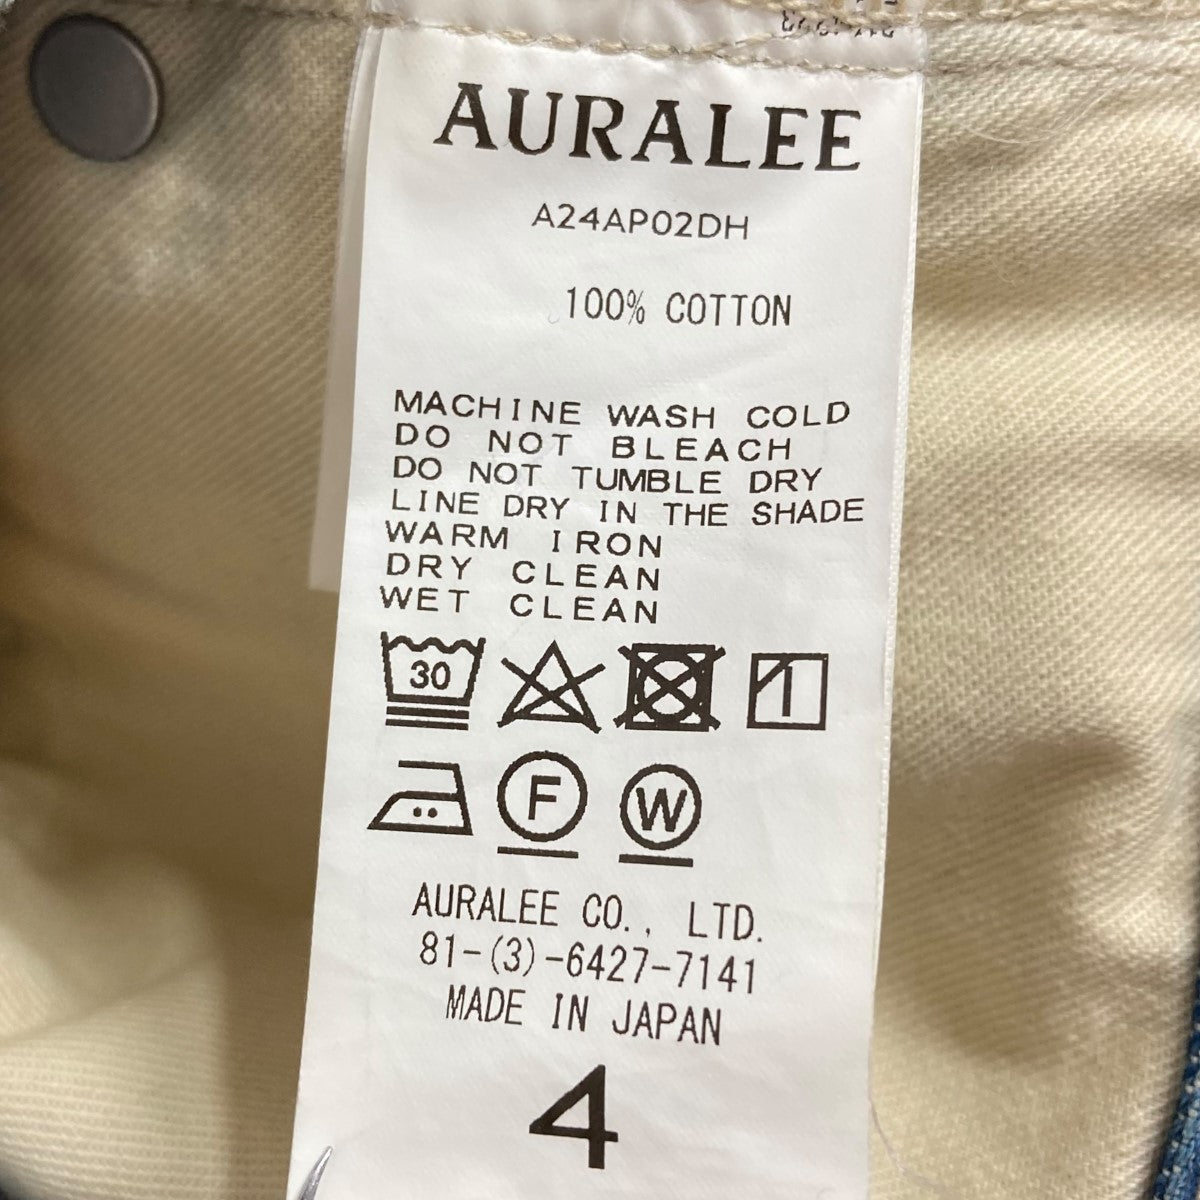 AURALEE
A24AP02DH
100% COTTON
MACHINE WASH COLD
DO NOT BLEACH
DO NOT TUMBLE DRY
LINE DRY IN THE SHADE
WARM IRON
DRY CLEAN
WET CLEAN
30
F W
AURALEE CO., LTD.
81-(3)-6427-7141
MADE IN JAPAN
4